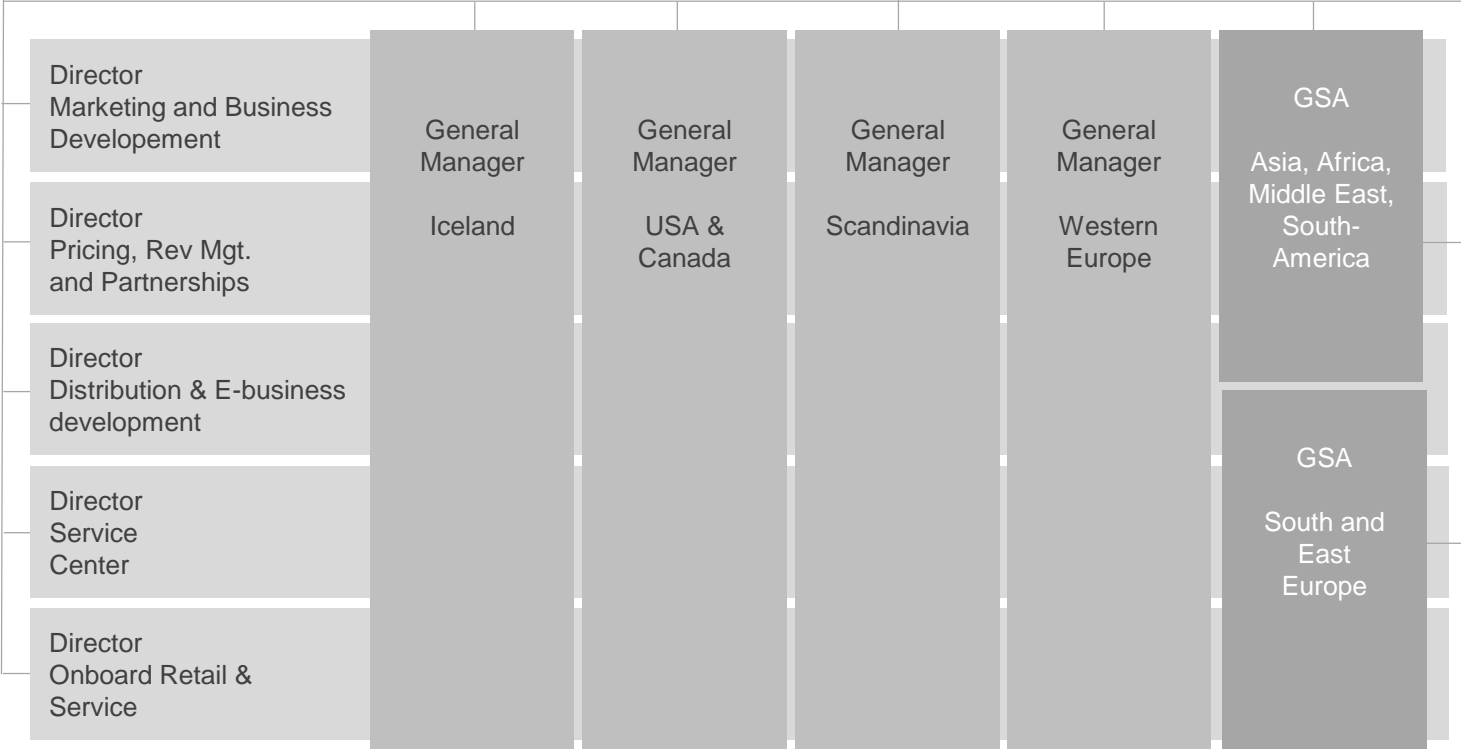 Director
Marketing and Business
Developement
Director
Pricing, Rev Mgt.
and Partnerships
Director
Distribution & E-business
development
Director
Service
Center
Director
Onboard Retail &
Service
General
Manager
Iceland
General
Manager
USA &
Canada
General
Manager
Scandinavia
General
Manager
Western
Europe
GSA
Asia, Africa,
Middle East,
South-
America
GSA
South and
East
Europe